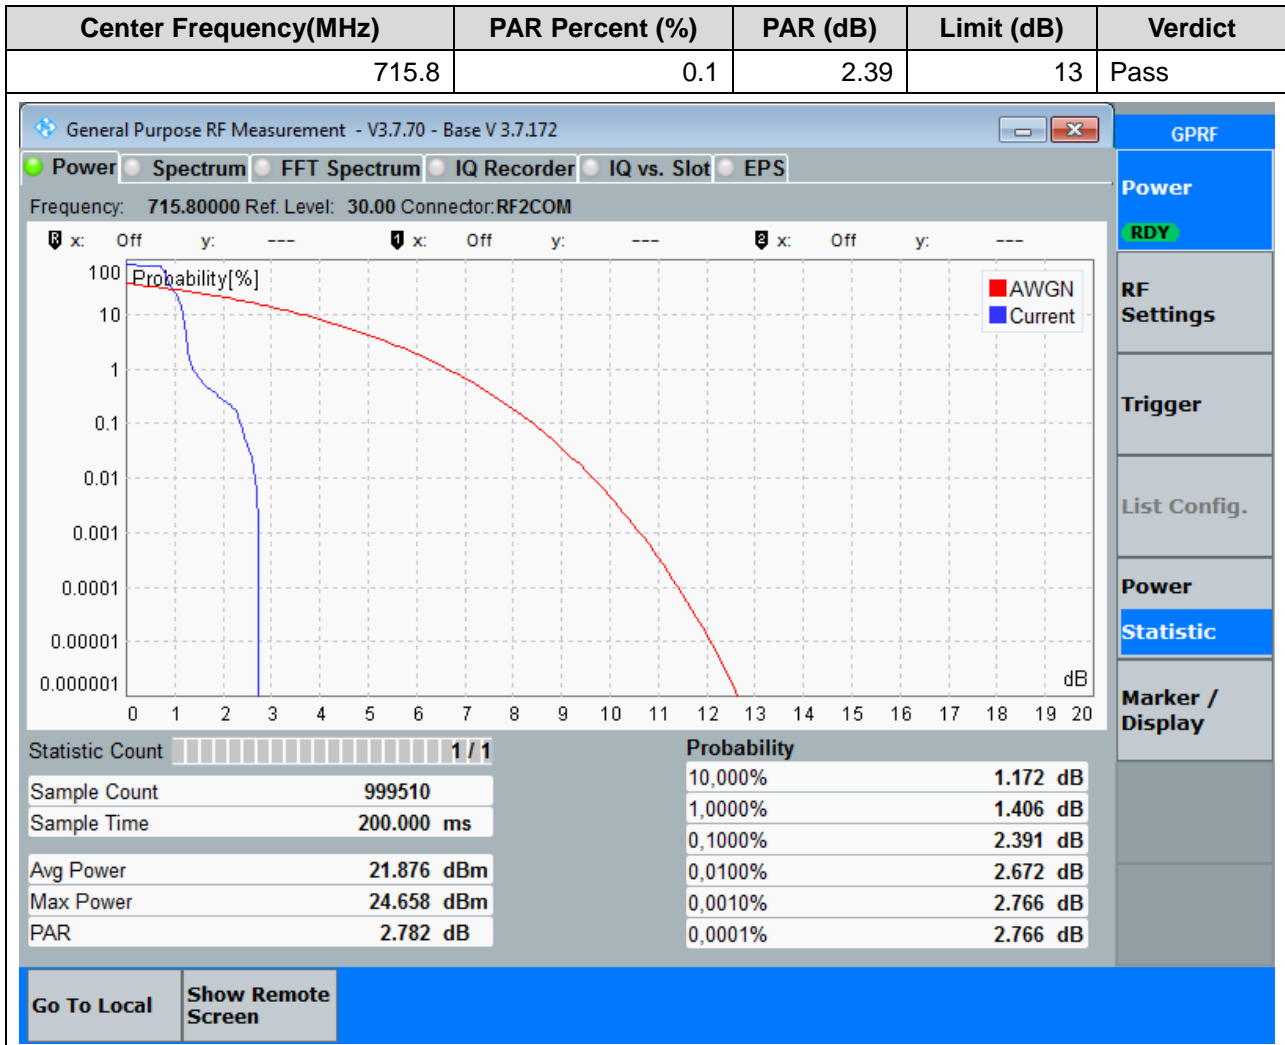 Center Frequency(MHz) PAR Percent (%) PAR (dB) Limit (dB) Verdict
715.8 0.1 2.39 13 Pass
General Purpose RF Measurement - V3.7.70 - Base V 3.7.172
GPRF
Power Spectrum FFT Spectrum IQ Recorder IQ vs. Slot EPS
Power
RDY
Frequency: 715.80000 Ref. Level: 30.00 Connector:RF2COM
R x: Off y: --- 1 x: Off y: --- 2 x: Off y: ---
Probability[%]
AWGN
Current
100
10
1
0.1
0.01
0.001
0.0001
0.00001
0.000001
dB
0 1 2 3 4 5 6 7 8 9 10 11 12 13 14 15 16 17 18 19 20
RF
Settings
Trigger
List Config.
Power
Statistic
Marker /
Display
Statistic Count 1 / 1
Sample Count 999510
Sample Time 200.000 ms
Avg Power 21.876 dBm
Max Power 24.658 dBm
PAR 2.782 dB
Probability
10,000% 1.172 dB
1,0000% 1.406 dB
0,1000% 2.391 dB
0,0100% 2.672 dB
0,0010% 2.766 dB
0,0001% 2.766 dB
Go To Local
Show Remote
Screen